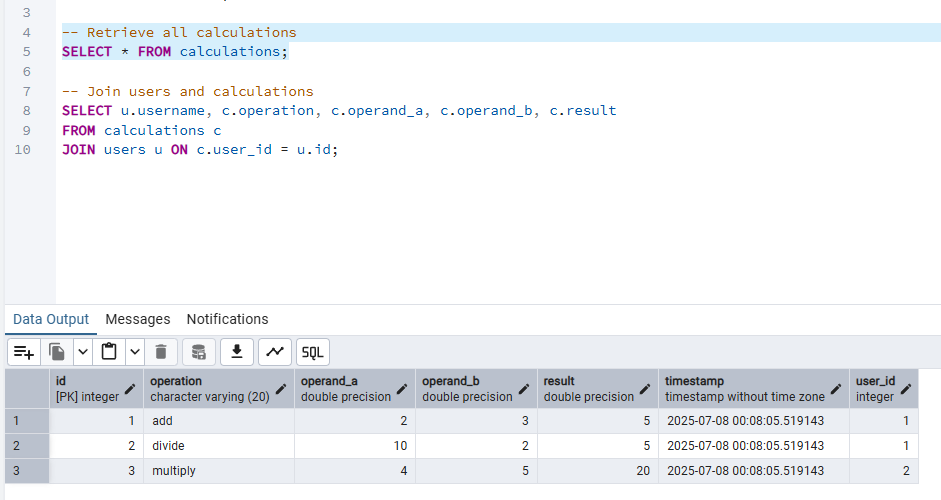 3
4 -- Retrieve all calculations
5 SELECT * FROM calculations;
6
7 -- Join users and calculations
8 SELECT u.username, c.operation, c.operand_a, c.operand_b, c.result
9 FROM calculations c
10 JOIN users u ON c.user_id = u.id;
Data Output Messages Notifications
SQL
id operation operand_a operand_b result timestamp user_id
[PK] integer character varying (20) double precision double precision double precision timestamp without time zone integer
1 1 add 2 3 5 2025-07-08 00:08:05.519143 1
2 2 divide 10 2 5 2025-07-08 00:08:05.519143 1
3 3 multiply 4 5 20 2025-07-08 00:08:05.519143 2